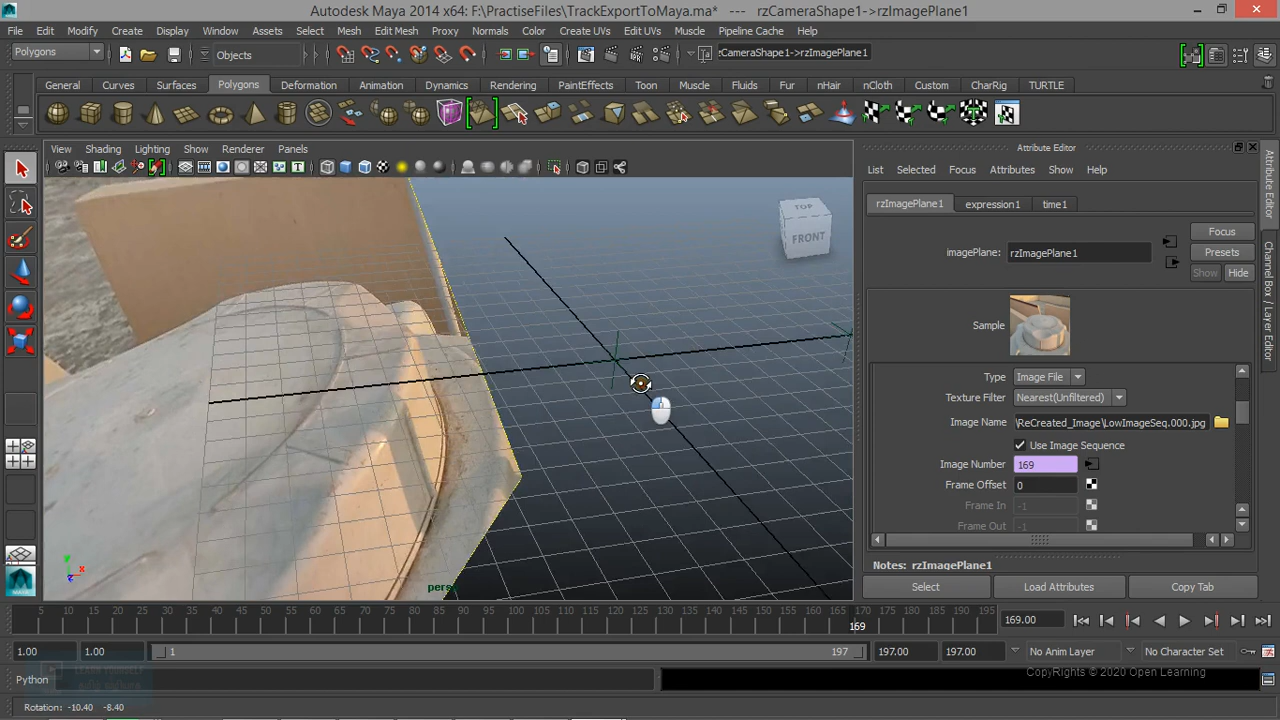 Autodesk Maya 2014 x64: F:\PractiseFiles\TrackExportToMaya.mx* --- rzCameraShape1->rzImagePlane1
File Edit Modify Create Display Window Assets Select Mesh Edit Mesh Proxy Normals Color Create UVs Edit UVs Muscle Pipeline Cache Help
Polygons Objects CameraShape1->rzImagePlane1
General Curves Surfaces Polygons Deformation Animation Dynamics Rendering PaintEffects Toon Muscle Fluids Fur nHair nCloth Custom CharRig TURTLE
View Shading Lighting Show Renderer Panels
Attribute Editor
List Selected Focus Attributes Show Help
rzImagePlane1 expression1 time1
Focus
imagePlane: rzImagePlane1 Presets
Show Hide
Sample
Type Image File
Texture Filter Nearest(Unfiltered)
Image Name \ReCreated_Image\LowImageSeq.000.jpg
Use Image Sequence
Image Number 169
Frame Offset 0
Frame In -1
Frame Out -1
Notes: rzImagePlane1
Select Load Attributes Copy Tab
Attribute Editor
Channel Box / Layer Editor
TOP
FRONT
y
x
z
persp
5 10 15 20 25 30 35 40 45 50 55 60 65 70 75 80 85 90 95 100 105 110 115 120 125 130 135 140 145 150 155 160 165 170 175 180 185 190 195
169
169.00
1.00 1.00 1 197 197.00 197.00 No Anim Layer No Character Set
Python
CopyRights © 2020 Open Learning
Rotation: -10.40 -8.40